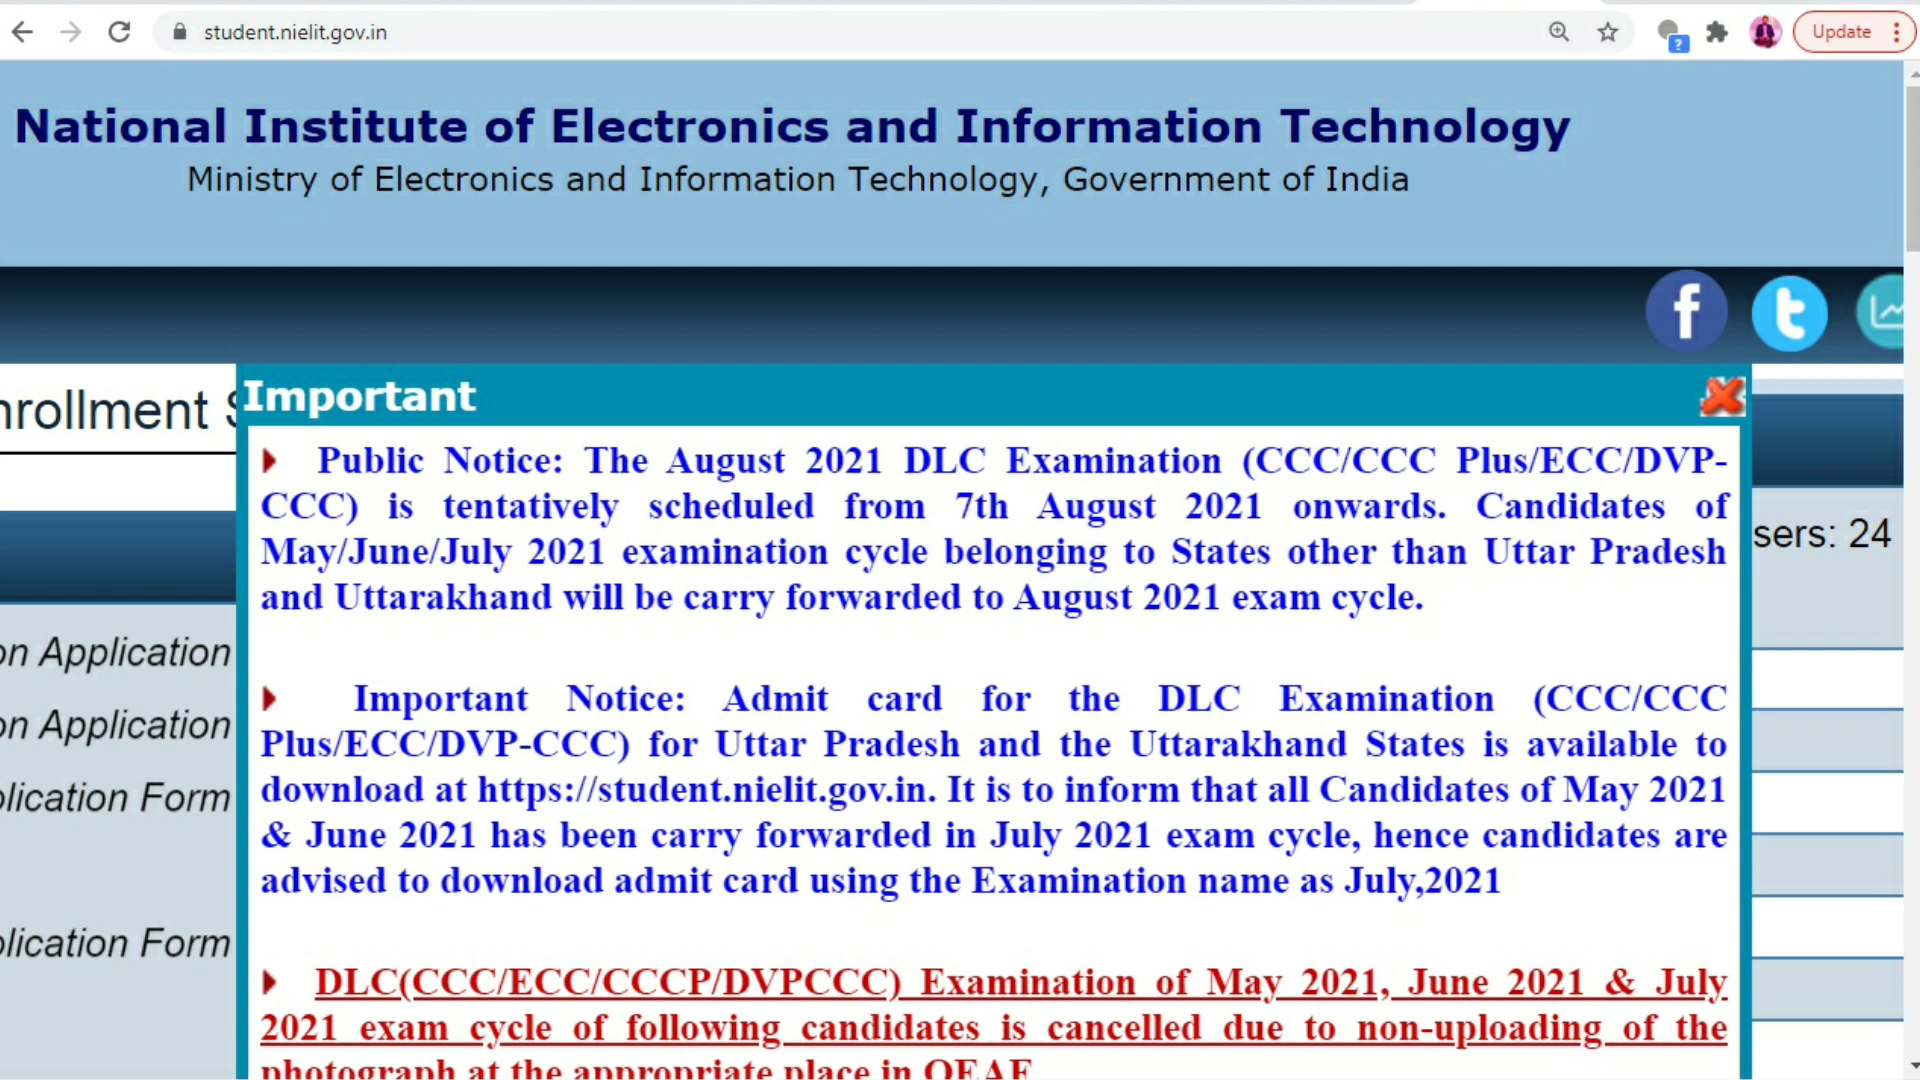 student.nielit.gov.in
Update
National Institute of Electronics and Information Technology
Ministry of Electronics and Information Technology, Government of India
Important
Public Notice: The August 2021 DLC Examination (CCC/CCC Plus/ECC/DVP-
CCC) is tentatively scheduled from 7th August 2021 onwards. Candidates of
May/June/July 2021 examination cycle belonging to States other than Uttar Pradesh
and Uttarakhand will be carry forwarded to August 2021 exam cycle.
Important Notice: Admit card for the DLC Examination (CCC/CCC
Plus/ECC/DVP-CCC) for Uttar Pradesh and the Uttarakhand States is available to
download at https://student.nielit.gov.in. It is to inform that all Candidates of May 2021
& June 2021 has been carry forwarded in July 2021 exam cycle, hence candidates are
advised to download admit card using the Examination name as July,2021
DLC(CCC/ECC/CCCP/DVPCCC) Examination of May 2021, June 2021 & July
2021 exam cycle of following candidates is cancelled due to non-uploading of the
photograph at the appropriate place in OEAF
nrollment S
on Application
on Application
plication Form
plication Form
sers: 24